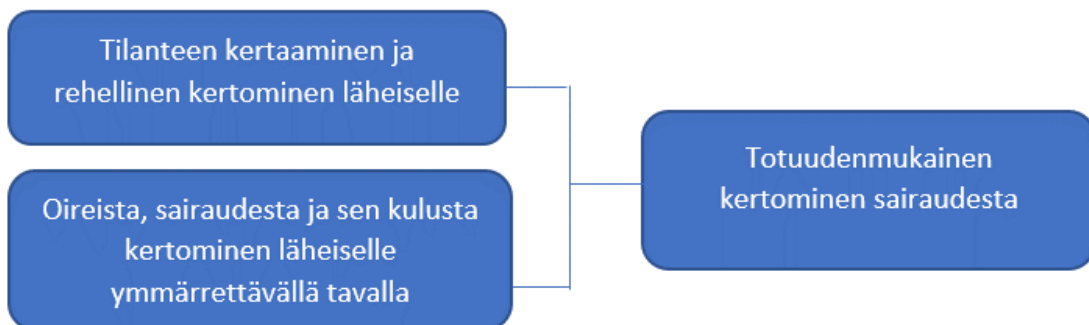 Tilanteen kertaaminen ja
rehellinen kertominen läheiselle
Oireista, sairaudesta ja sen kulusta
kertominen läheiselle
ymmärrettävällä tavalla
Totuudenmukainen
kertominen sairaudesta